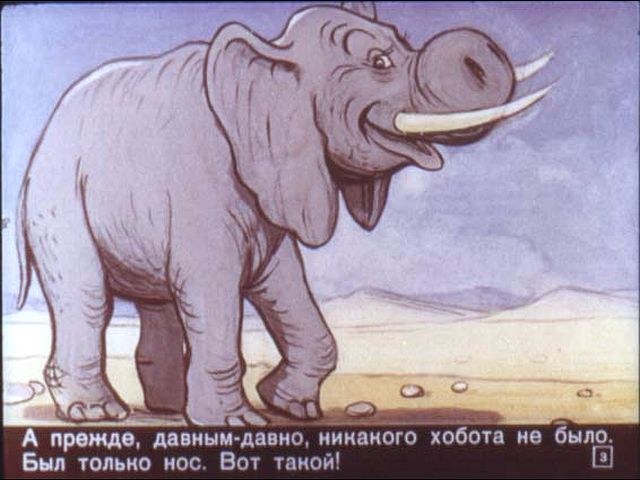 А прежде, давным-давно, никакого хобота не было.
Был только нос. Вот такой!
3